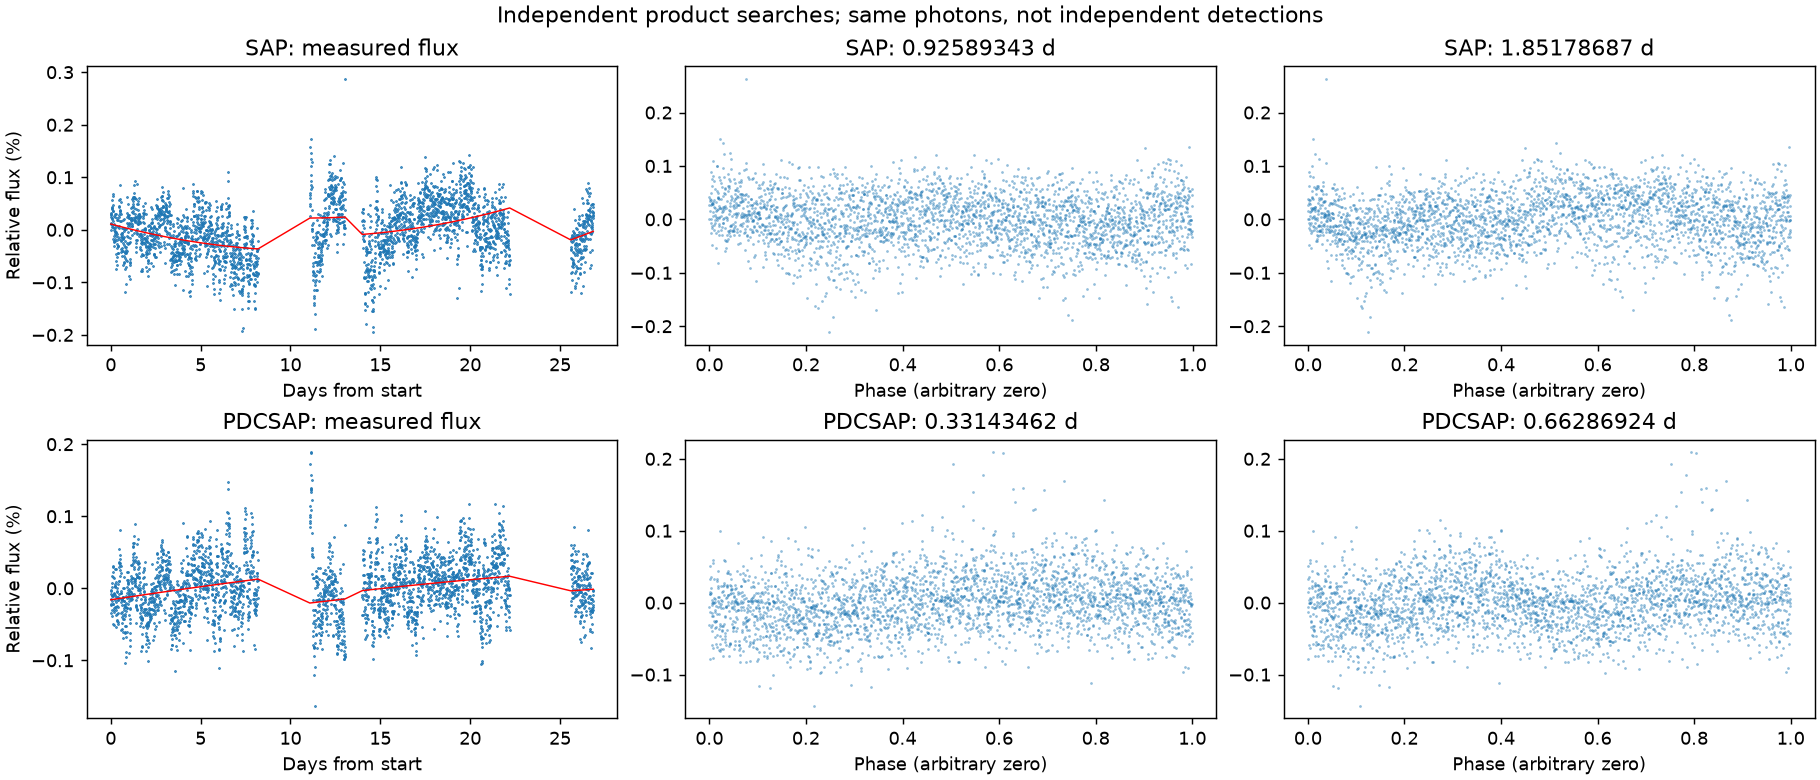 Independent product searches; same photons, not independent detections
SAP: measured flux
SAP: 0.92589343 d
SAP: 1.85178687 d
Relative flux (%)
0.3
0.2
0.1
0.0
−0.1
−0.2
0 5 10 15 20 25
Days from start
0.2
0.1
0.0
−0.1
−0.2
0.0 0.2 0.4 0.6 0.8 1.0
Phase (arbitrary zero)
0.2
0.1
0.0
−0.1
−0.2
0.0 0.2 0.4 0.6 0.8 1.0
Phase (arbitrary zero)
PDCSAP: measured flux
PDCSAP: 0.33143462 d
PDCSAP: 0.66286924 d
Relative flux (%)
0.2
0.1
0.0
−0.1
0 5 10 15 20 25
Days from start
0.2
0.1
0.0
−0.1
0.0 0.2 0.4 0.6 0.8 1.0
Phase (arbitrary zero)
0.2
0.1
0.0
−0.1
0.0 0.2 0.4 0.6 0.8 1.0
Phase (arbitrary zero)